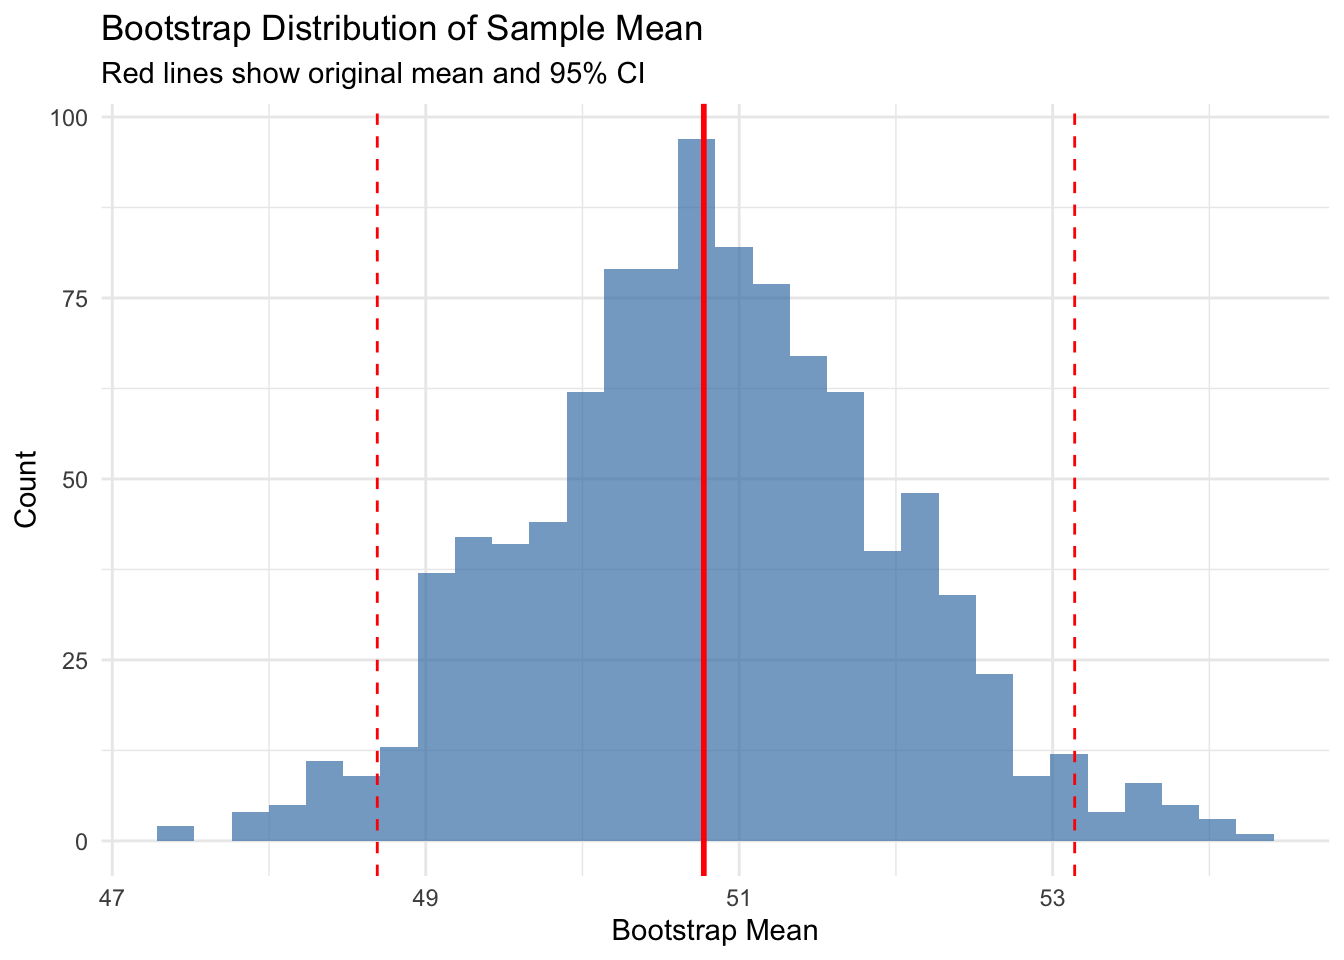 Bootstrap Distribution of Sample Mean
Red lines show original mean and 95% CI
100
75
50
25
0
Count
47 49 51 53
Bootstrap Mean